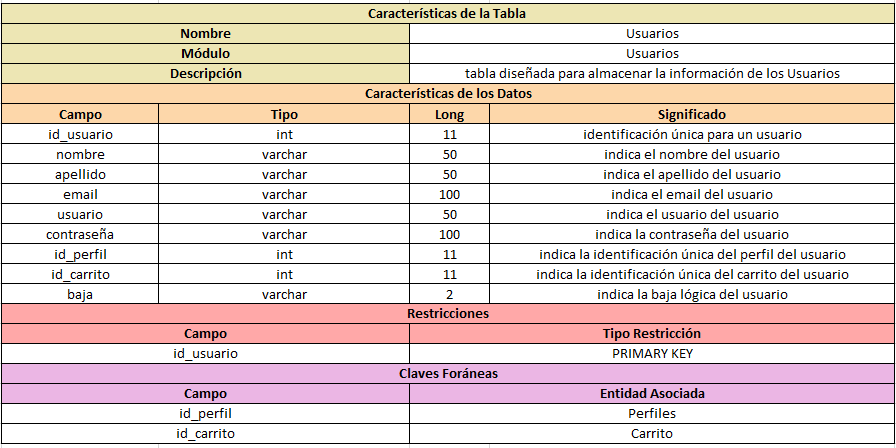 Características de la Tabla
Nombre Usuarios
Módulo Usuarios
Descripción tabla diseñada para almacenar la información de los Usuarios
Características de los Datos
Campo Tipo Long Significado
id_usuario int 11 identificación única para un usuario
nombre varchar 50 indica el nombre del usuario
apellido varchar 50 indica el apellido del usuario
email varchar 100 indica el email del usuario
usuario varchar 50 indica el usuario del usuario
contraseña varchar 100 indica la contraseña del usuario
id_perfil int 11 indica la identificación única del perfil del usuario
id_carrito int 11 indica la identificación única del carrito del usuario
baja varchar 2 indica la baja lógica del usuario
Restricciones
Campo Tipo Restricción
id_usuario PRIMARY KEY
Claves Foráneas
Campo Entidad Asociada
id_perfil Perfiles
id_carrito Carrito